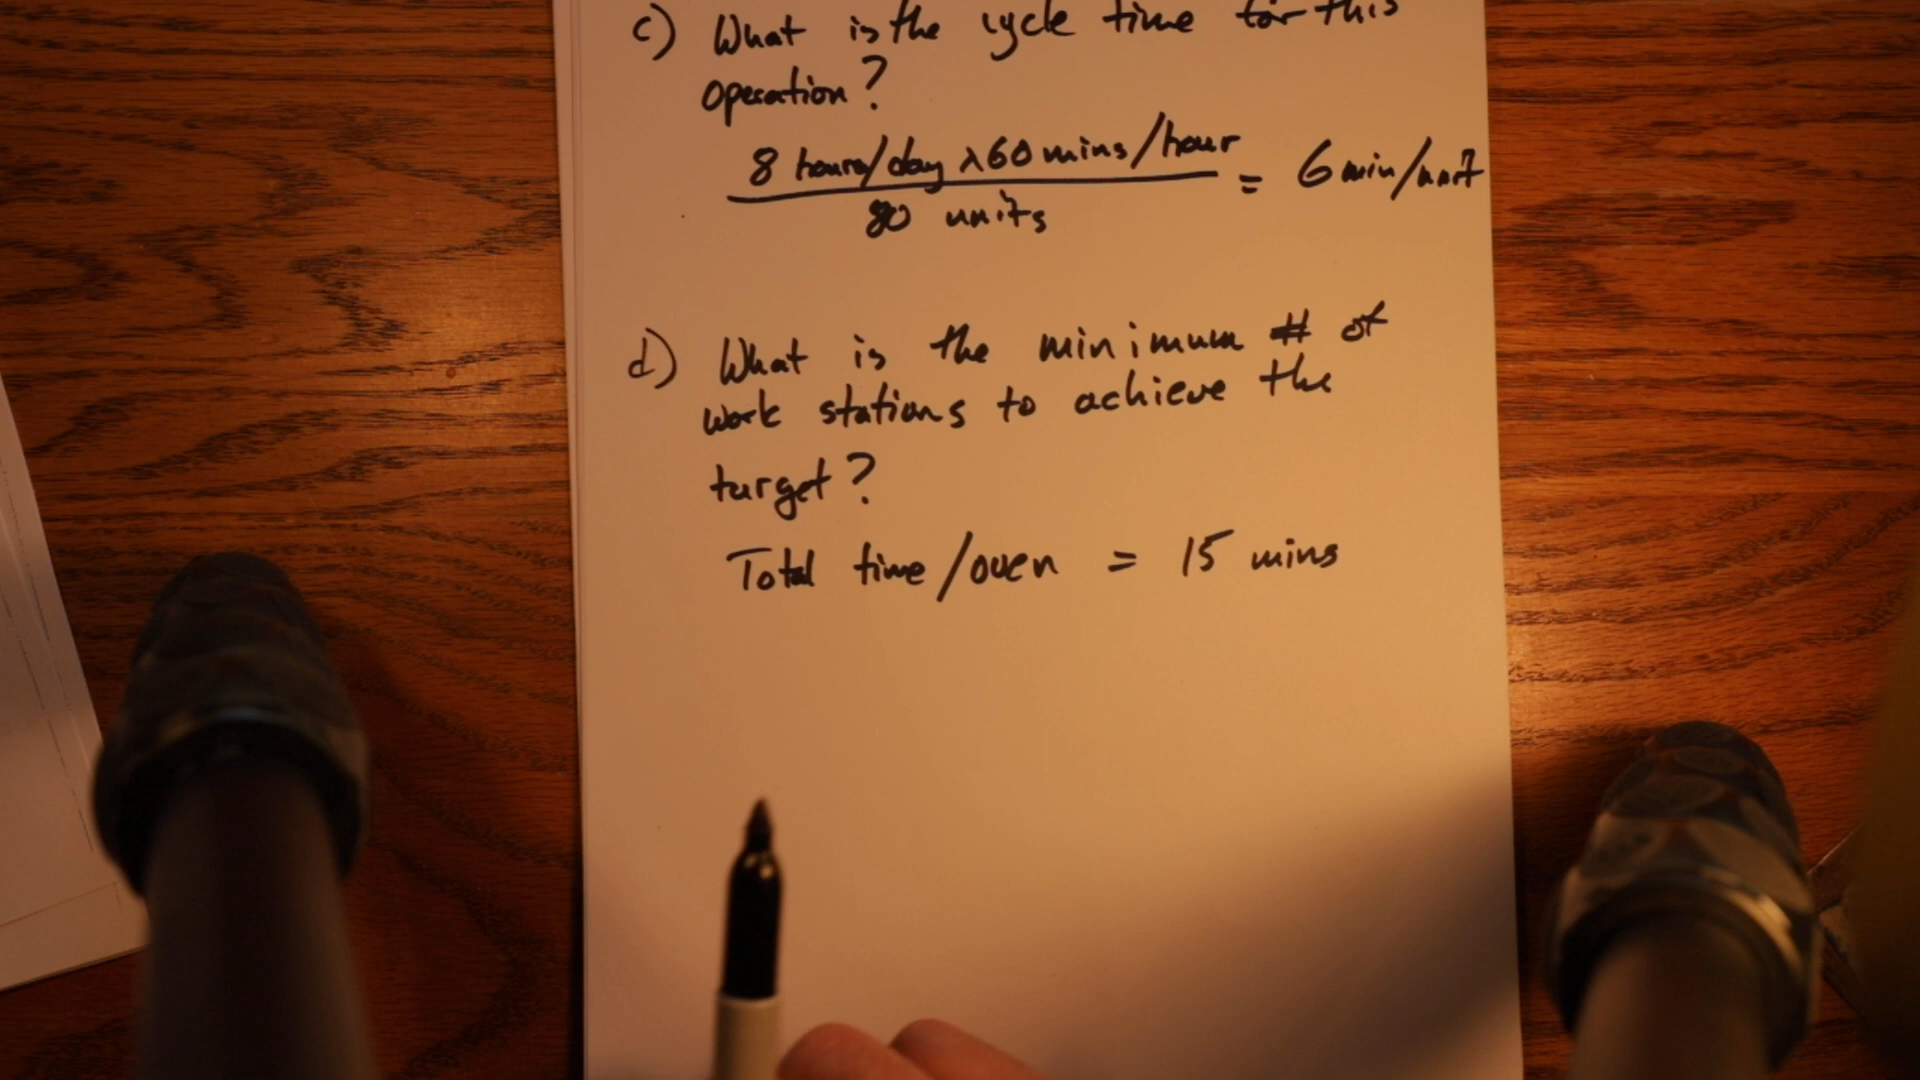 c) What is the cycle time for this
operation?
8 hours/day x 60 mins/hour
80 units
= 6 min/unit
d) What is the minimum # of
work stations to achieve the
target?
Total time/oven = 15 mins